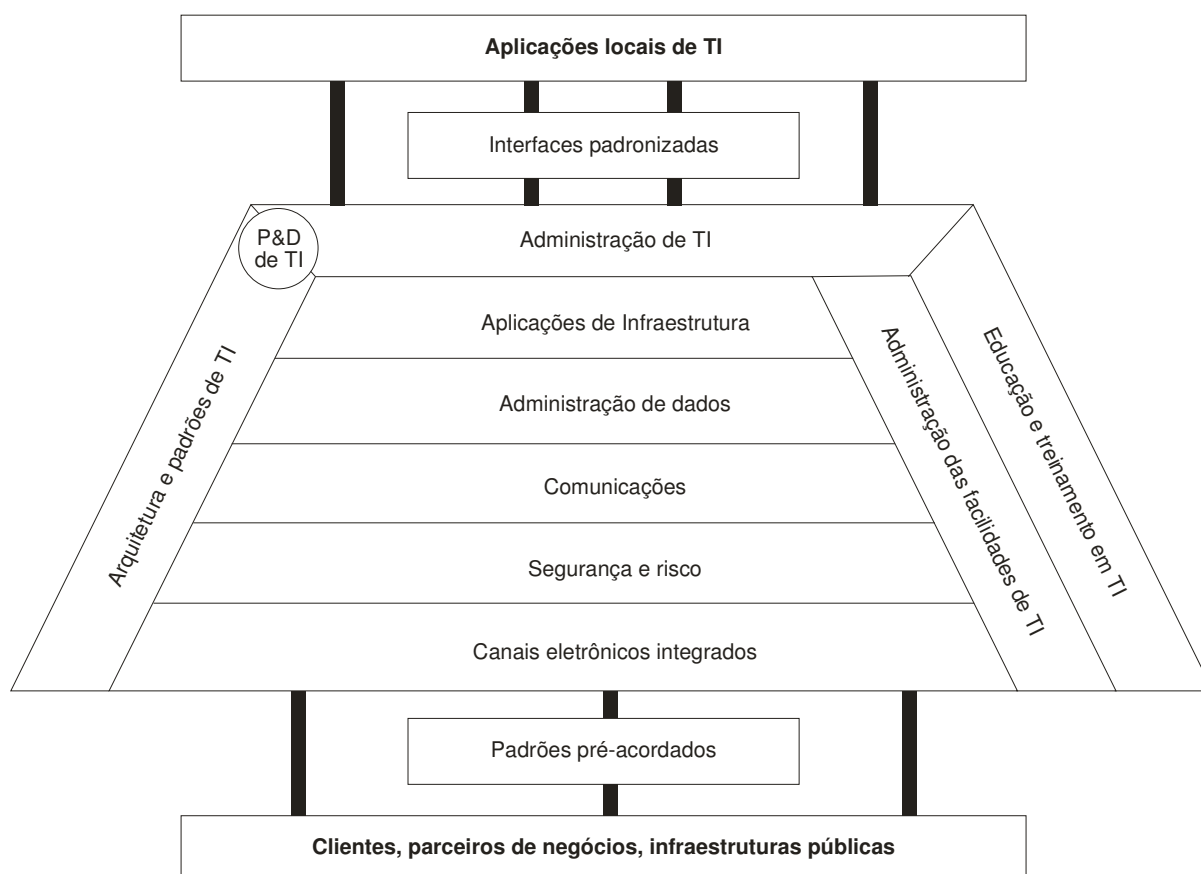 Aplicações locais de TI
Interfaces padronizadas
P&D
de TI
Administração de TI
Aplicações de Infraestrutura
Administração de dados
Comunicações
Segurança e risco
Canais eletrônicos integrados
Arquitetura e padrões de TI
Administração das facilidades de TI
Educação e treinamento em TI
Padrões pré-acordados
Clientes, parceiros de negócios, infraestruturas públicas